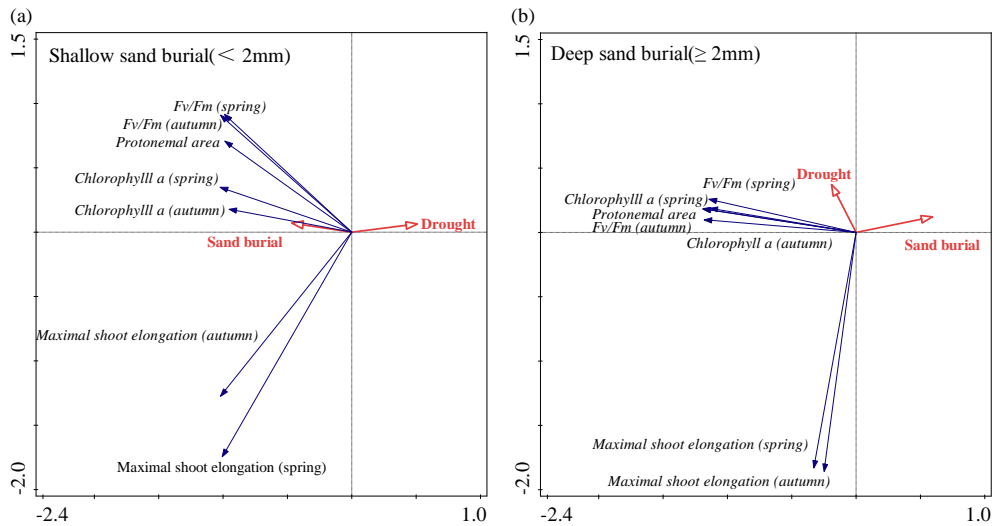 (a)
1.5
Shallow sand burial(< 2mm)
Fv/Fm (spring)
Fv/Fm (autumn)
Protonemal area
Chlorophylll a (spring)
Chlorophylll a (autumn)
Sand burial
Drought
Maximal shoot elongation (autumn)
Maximal shoot elongation (spring)
-2.0
-2.4
1.0
(b)
1.5
Deep sand burial(≥ 2mm)
Drought
Fv/Fm (spring)
Chlorophylll a (spring)
Protonemal area
Fv/Fm (autumn)
Chlorophyll a (autumn)
Sand burial
Maximal shoot elongation (spring)
Maximal shoot elongation (autumn)
-2.0
-2.4
1.0